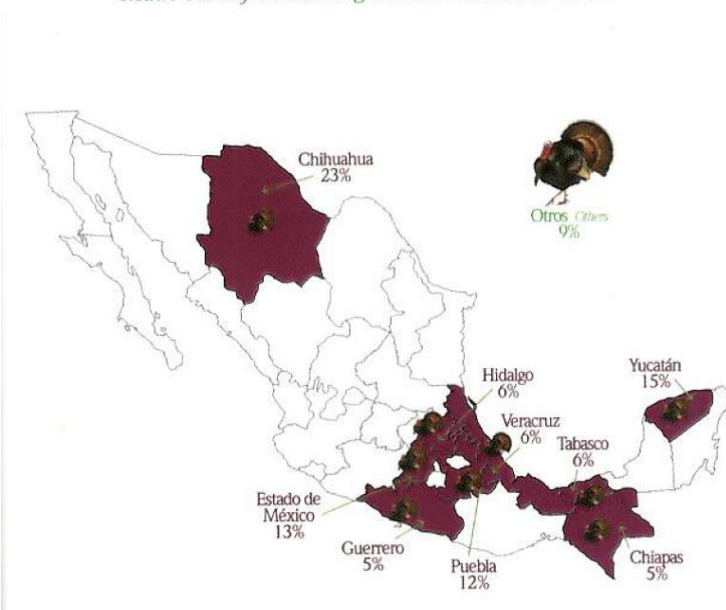 Chihuahua
23%
Otros Others
9%
Yucatán
15%
Hidalgo
6%
Veracruz
6%
Tabasco
6%
Estado de
México
13%
Guerrero
5%
Puebla
12%
Chiapas
5%